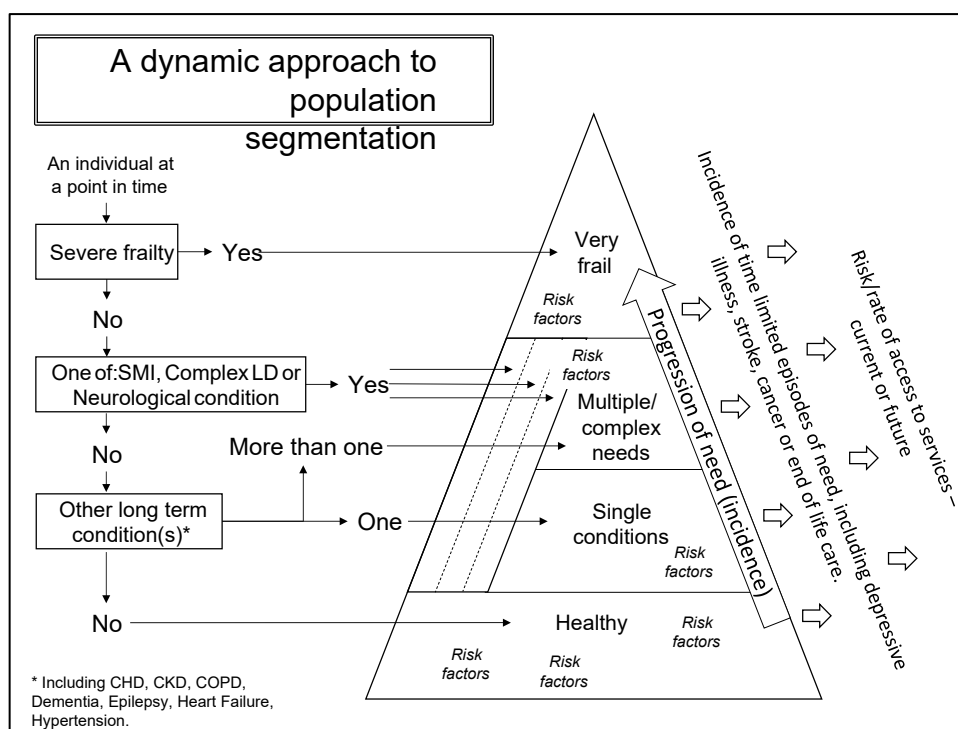 A dynamic approach to
population
segmentation
An individual at
a point in time
Severe frailty
Yes
Very
frail
Risk
factors
No
One of:SMI, Complex LD or
Neurological condition
Yes
Risk
factors
Multiple/
complex
needs
No
More than one
Other long term
condition(s)*
One
Single
conditions
Risk
factors
No
Healthy
Risk
factors
Risk
factors
Risk
factors
Progression of need (incidence)
Incidence of time limited episodes of need, including depressive
illness, stroke, cancer or end of life care.
Risk/rate of access to services –
current or future
* Including CHD, CKD, COPD,
Dementia, Epilepsy, Heart Failure,
Hypertension.